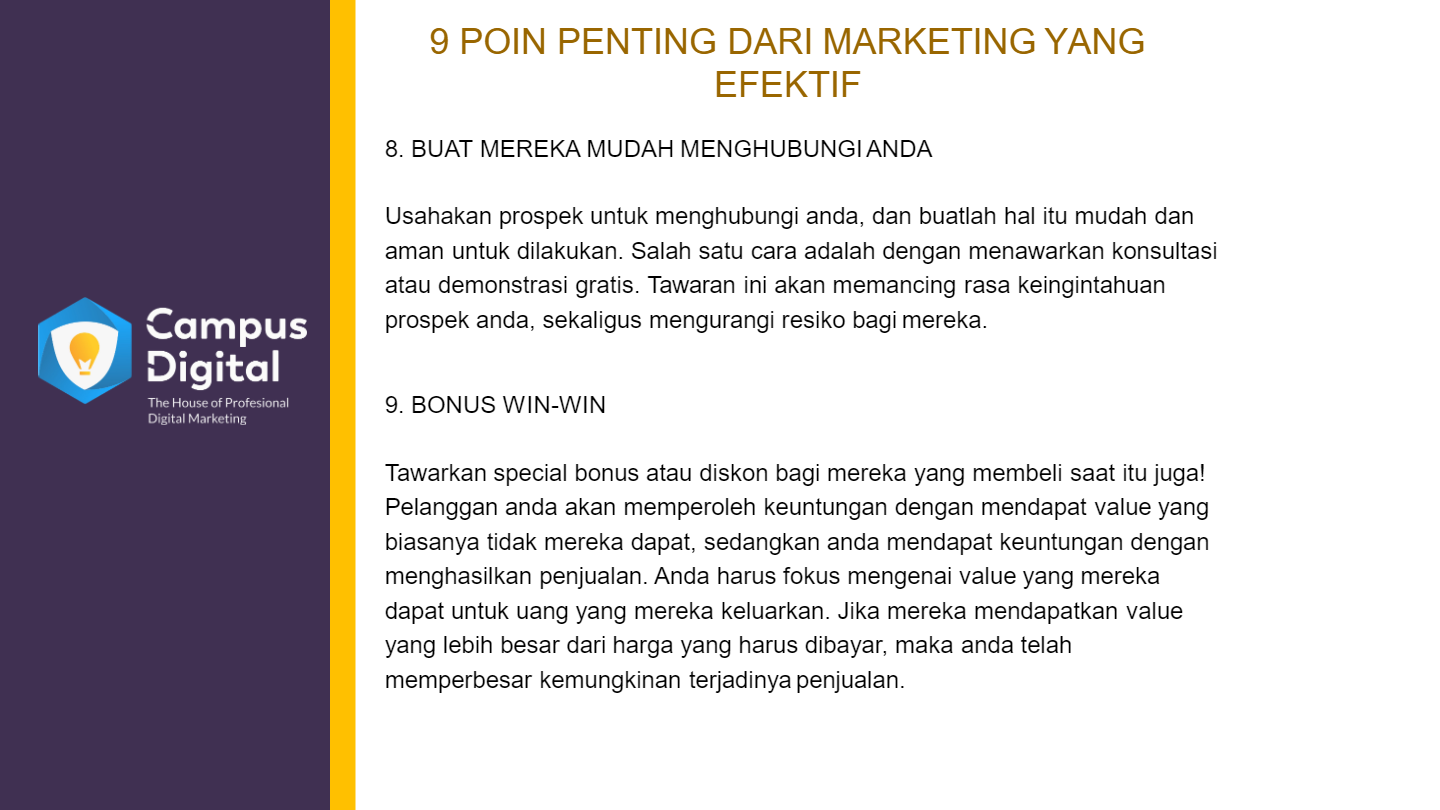 9 POIN PENTING DARI MARKETING YANG
EFEKTIF
8. BUAT MEREKA MUDAH MENGHUBUNGI ANDA
Usahakan prospek untuk menghubungi anda, dan buatlah hal itu mudah dan
aman untuk dilakukan. Salah satu cara adalah dengan menawarkan konsultasi
atau demonstrasi gratis. Tawaran ini akan memancing rasa keingintahuan
prospek anda, sekaligus mengurangi resiko bagi mereka.
9. BONUS WIN-WIN
Tawarkan special bonus atau diskon bagi mereka yang membeli saat itu juga!
Pelanggan anda akan memperoleh keuntungan dengan mendapat value yang
biasanya tidak mereka dapat, sedangkan anda mendapat keuntungan dengan
menghasilkan penjualan. Anda harus fokus mengenai value yang mereka
dapat untuk uang yang mereka keluarkan. Jika mereka mendapatkan value
yang lebih besar dari harga yang harus dibayar, maka anda telah
memperbesar kemungkinan terjadinya penjualan.
Campus
Digital
The House of Profesional
Digital Marketing